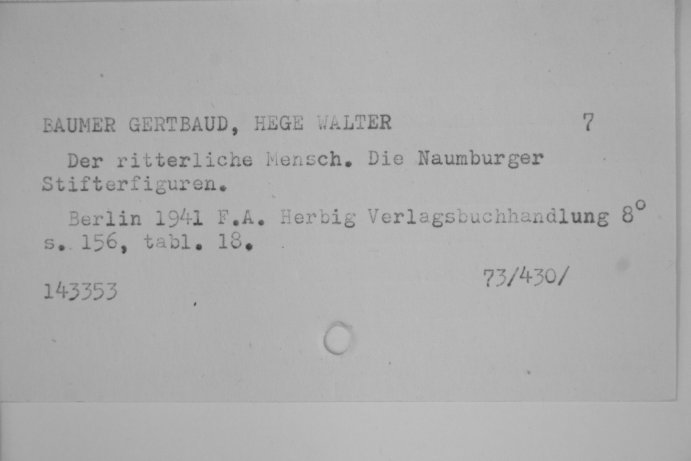 BAUMER GERTBAUD, HEGE WALTER 7
Der ritterliche Mensch. Die Naumburger
Stifterfiguren.
Berlin 1941 F.A. Herbig Verlagsbuchhandlung 8°
s. 156, tabl. 18.
73/430/
143353